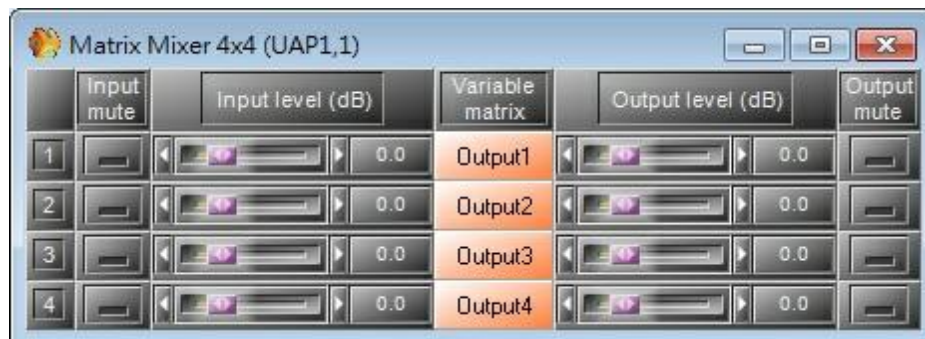 Matrix Mixer 4x4 (UAP1,1)
Input mute Input level (dB) Variable matrix Output level (dB) Output mute
1 0.0 Output1 0.0
2 0.0 Output2 0.0
3 0.0 Output3 0.0
4 0.0 Output4 0.0